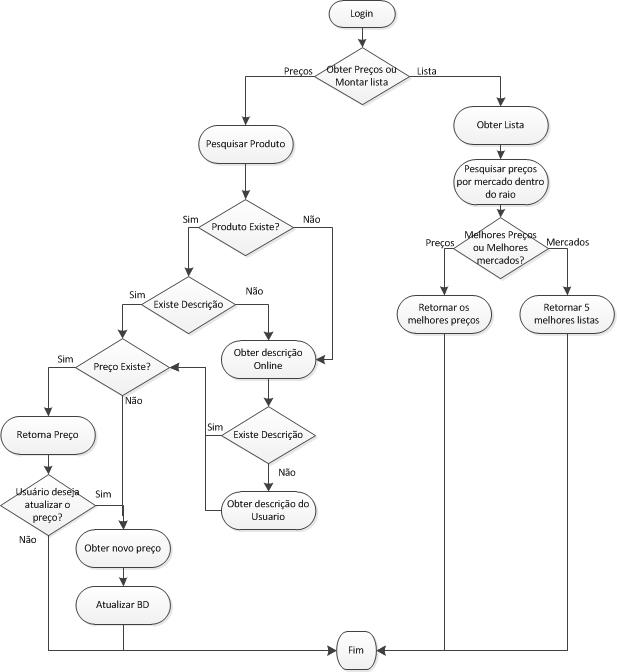 Login
Obter Preços ou
Montar lista
Preços
Lista
Obter Lista
Pesquisar Produto
Pesquisar preços
por mercado dentro
do raio
Sim
Produto Existe?
Não
Preços
Melhores Preços
ou Melhores
mercados?
Mercados
Sim
Existe Descrição
Não
Retornar os
melhores preços
Retornar 5
melhores listas
Sim
Preço Existe?
Não
Obter descrição
Online
Retorna Preço
Sim
Existe Descrição
Não
Usuário deseja
atualizar o
preço?
Sim
Não
Obter descrição do
Usuario
Obter novo preço
Atualizar BD
Fim